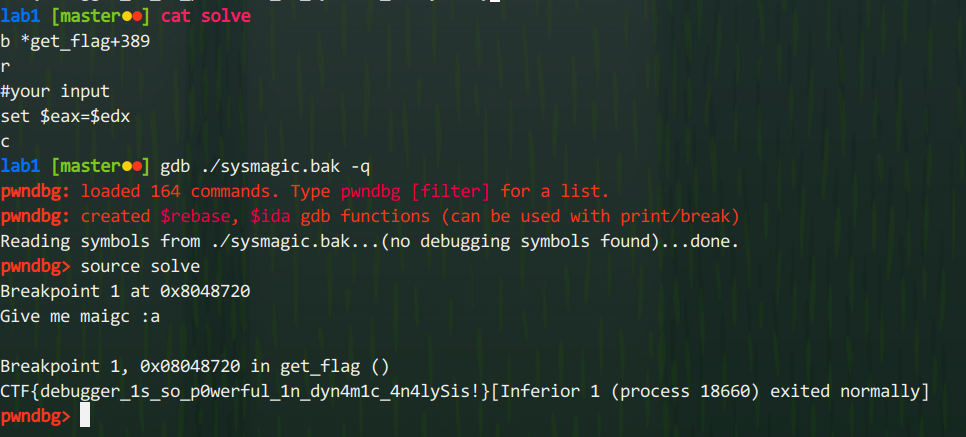 lab1 [master●●] cat solve
b *get_flag+389
r
#your input
set $eax=$edx
c
lab1 [master●●] gdb ./sysmagic.bak -q
pwndbg: loaded 164 commands. Type pwndbg [filter] for a list.
pwndbg: created $rebase, $ida gdb functions (can be used with print/break)
Reading symbols from ./sysmagic.bak...(no debugging symbols found)...done.
pwndbg> source solve
Breakpoint 1 at 0x8048720
Give me maigc :a
Breakpoint 1, 0x08048720 in get_flag ()
CTF{debugger_1s_so_p0werful_1n_dyn4m1c_4n4lySis!}[Inferior 1 (process 18660) exited normally]
pwndbg>